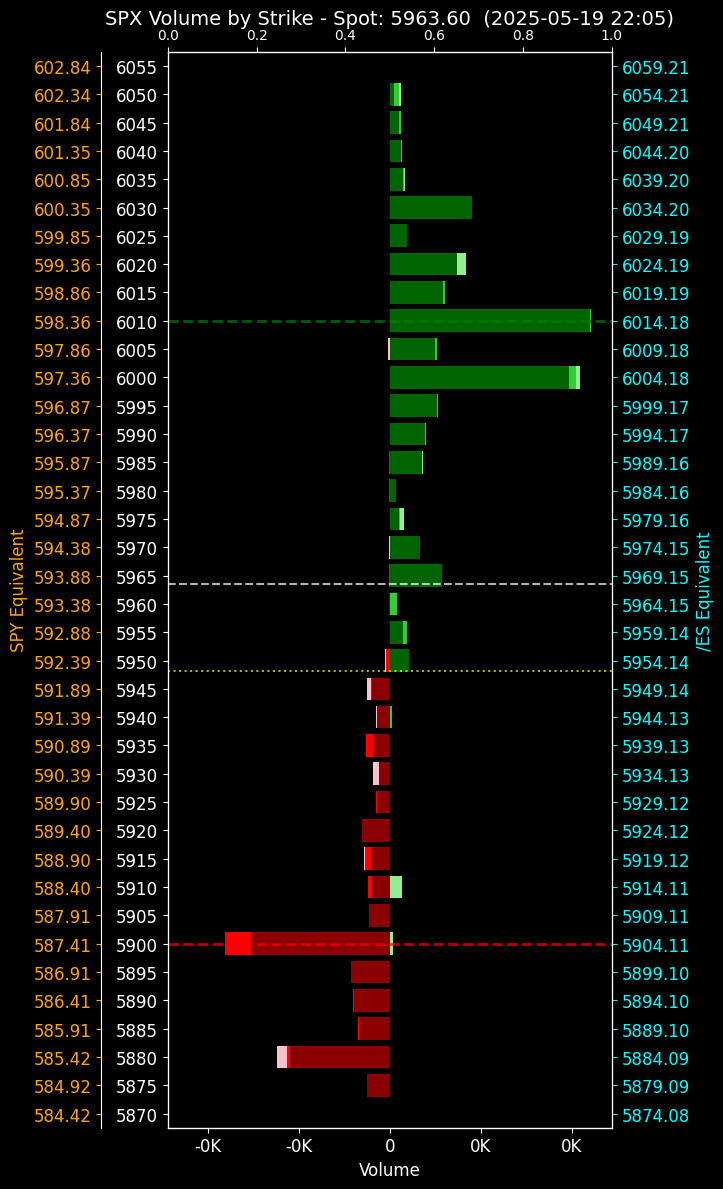 SPX Volume by Strike - Spot: 5963.60  (2025-05-19 22:05)
0.0 0.2 0.4 0.6 0.8 1.0
602.84 6055 6059.21
602.34 6050 6054.21
601.84 6045 6049.21
601.35 6040 6044.20
600.85 6035 6039.20
600.35 6030 6034.20
599.85 6025 6029.19
599.36 6020 6024.19
598.86 6015 6019.19
598.36 6010 6014.18
597.86 6005 6009.18
597.36 6000 6004.18
596.87 5995 5999.17
596.37 5990 5994.17
595.87 5985 5989.16
595.37 5980 5984.16
594.87 5975 5979.16
594.38 5970 5974.15
593.88 5965 5969.15
593.38 5960 5964.15
592.88 5955 5959.14
592.39 5950 5954.14
591.89 5945 5949.14
591.39 5940 5944.13
590.89 5935 5939.13
590.39 5930 5934.13
589.90 5925 5929.12
589.40 5920 5924.12
588.90 5915 5919.12
588.40 5910 5914.11
587.91 5905 5909.11
587.41 5900 5904.11
586.91 5895 5899.10
586.41 5890 5894.10
585.91 5885 5889.10
585.42 5880 5884.09
584.92 5875 5879.09
584.42 5870 5874.08
SPY Equivalent
/ES Equivalent
-0K -0K 0 0K 0K
Volume